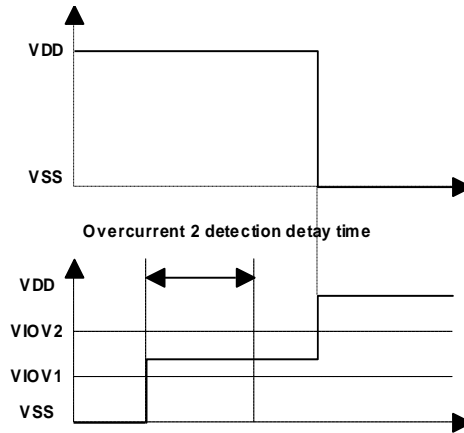 VDD
VSS
Overcurrent 2 detection detay time
VDD
VIOV2
VIOV1
VSS